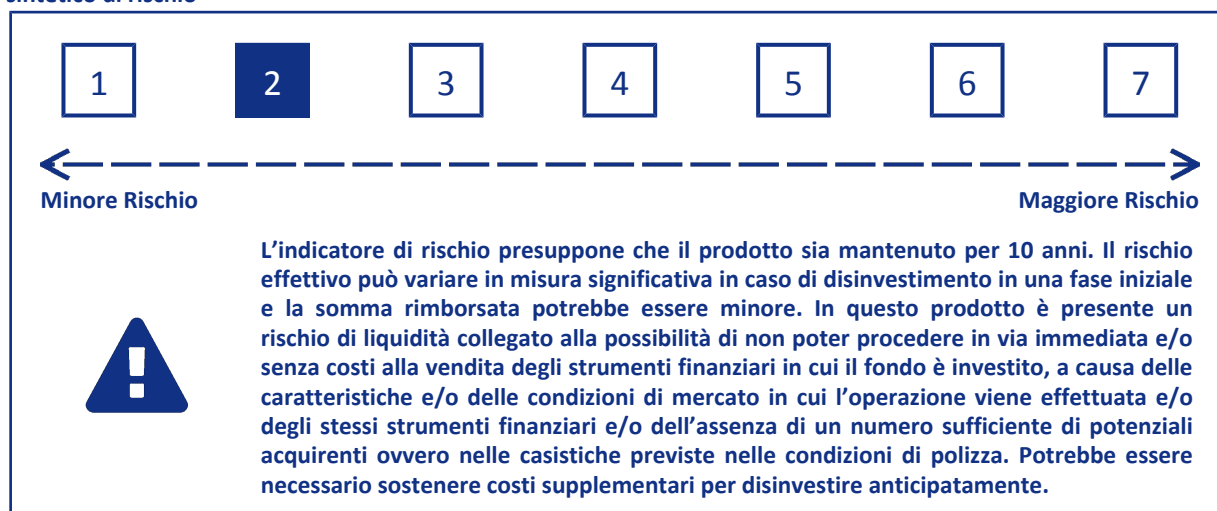 sintetico di rischio
1 2 3 4 5 6 7
Minore Rischio Maggiore Rischio
L’indicatore di rischio presuppone che il prodotto sia mantenuto per 10 anni. Il rischio
effettivo può variare in misura significativa in caso di disinvestimento in una fase iniziale
e la somma rimborsata potrebbe essere minore. In questo prodotto è presente un
rischio di liquidità collegato alla possibilità di non poter procedere in via immediata e/o
senza costi alla vendita degli strumenti finanziari in cui il fondo è investito, a causa delle
caratteristiche e/o delle condizioni di mercato in cui l’operazione viene effettuata e/o
degli stessi strumenti finanziari e/o dell’assenza di un numero sufficiente di potenziali
acquirenti ovvero nelle casistiche previste nelle condizioni di polizza. Potrebbe essere
necessario sostenere costi supplementari per disinvestire anticipatamente.